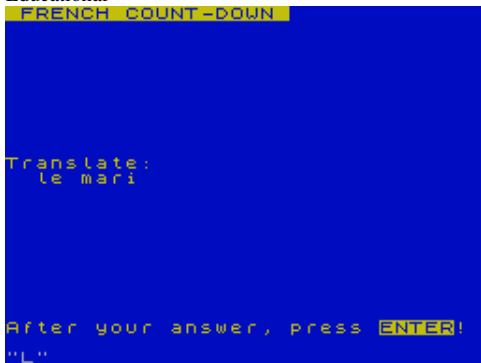 FRENCH COUNT-DOWN
Translate:
le mari
After your answer, press ENTER!
"L"